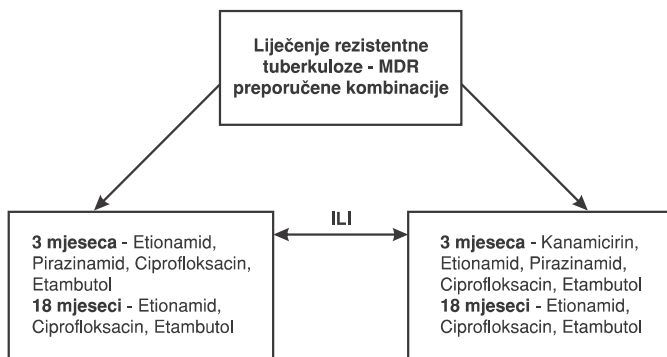 Liječenje rezistentne
tuberkuloze - MDR
preporučene kombinacije
ILI
3 mjeseca - Etionamid,
Pirazinamid, Ciprofloksacin,
Etambutol
18 mjeseci - Etionamid,
Ciprofloksacin, Etambutol
3 mjeseca - Kanamicirin,
Etionamid, Pirazinamid,
Ciprofloksacin, Etambutol
18 mjeseci - Etionamid,
Ciprofloksacin, Etambutol